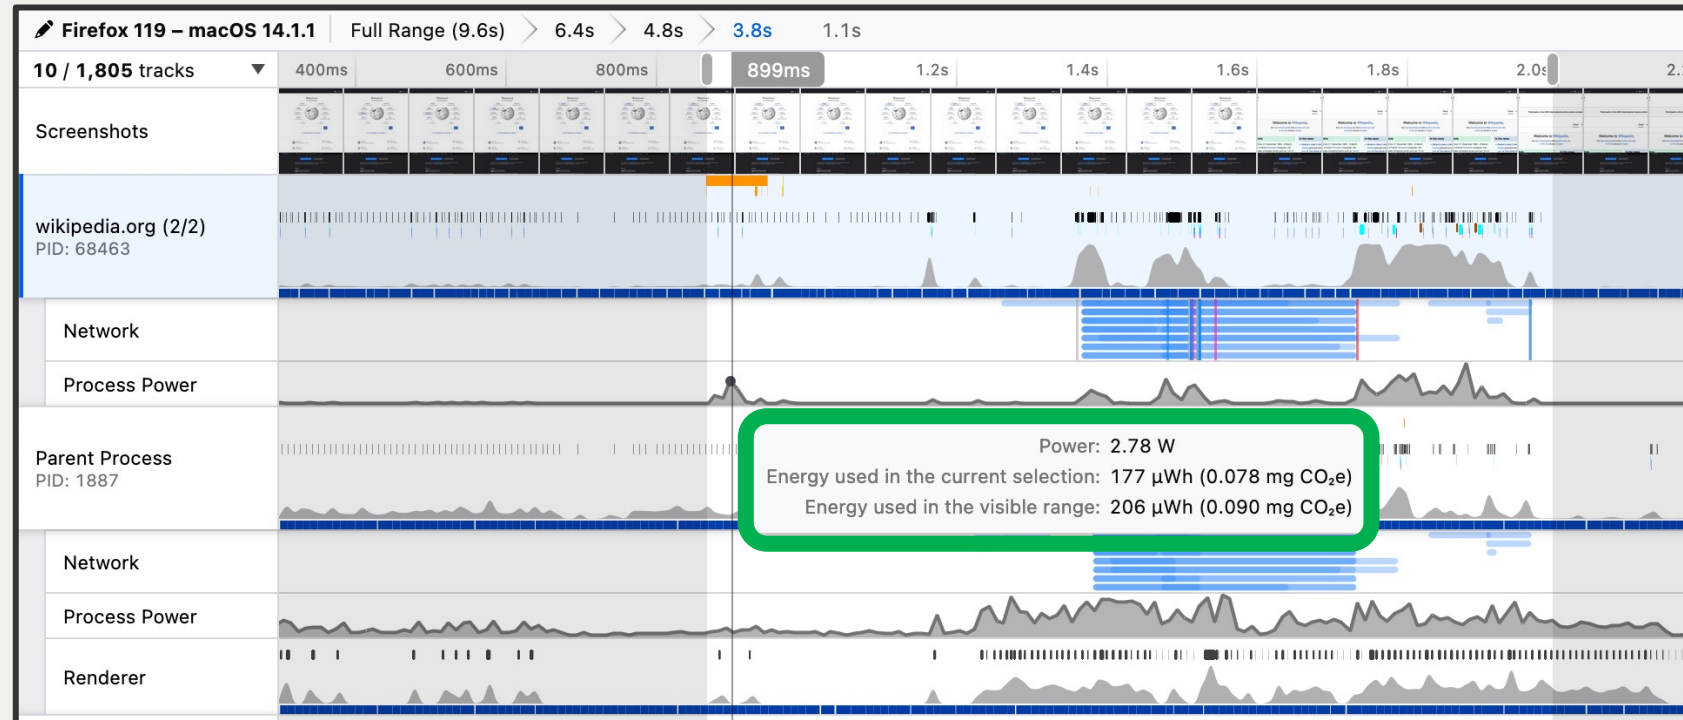 Firefox 119 – macOS 14.1.1 Full Range (9.6s) 6.4s 4.8s 3.8s 1.1s
10 / 1,805 tracks 400ms 600ms 800ms 899ms 1.2s 1.4s 1.6s 1.8s 2.0s 2.
Screenshots
wikipedia.org (2/2)
PID: 68463
Network
Process Power
Power: 2.78 W
Parent Process
Energy used in the current selection: 177 μWh (0.078 mg CO₂e)
PID: 1887
Energy used in the visible range: 206 μWh (0.090 mg CO₂e)
Network
Process Power
Renderer